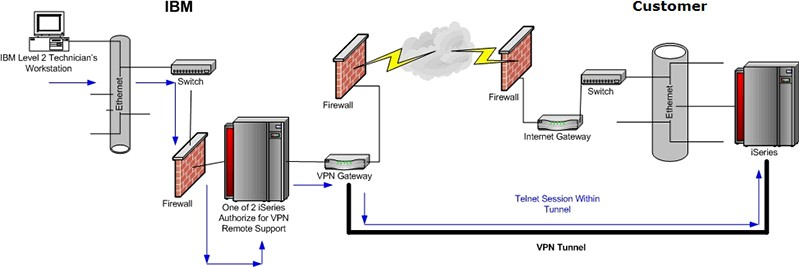 IBM
Customer
IBM Level 2 Technician's
Workstation
Ethernet
Switch
Firewall
One of 2 iSeries
Authorize for VPN
Remote Support
VPN Gateway
Firewall
Firewall
Internet Gateway
Switch
Ethernet
iSeries
Telnet Session Within
Tunnel
VPN Tunnel